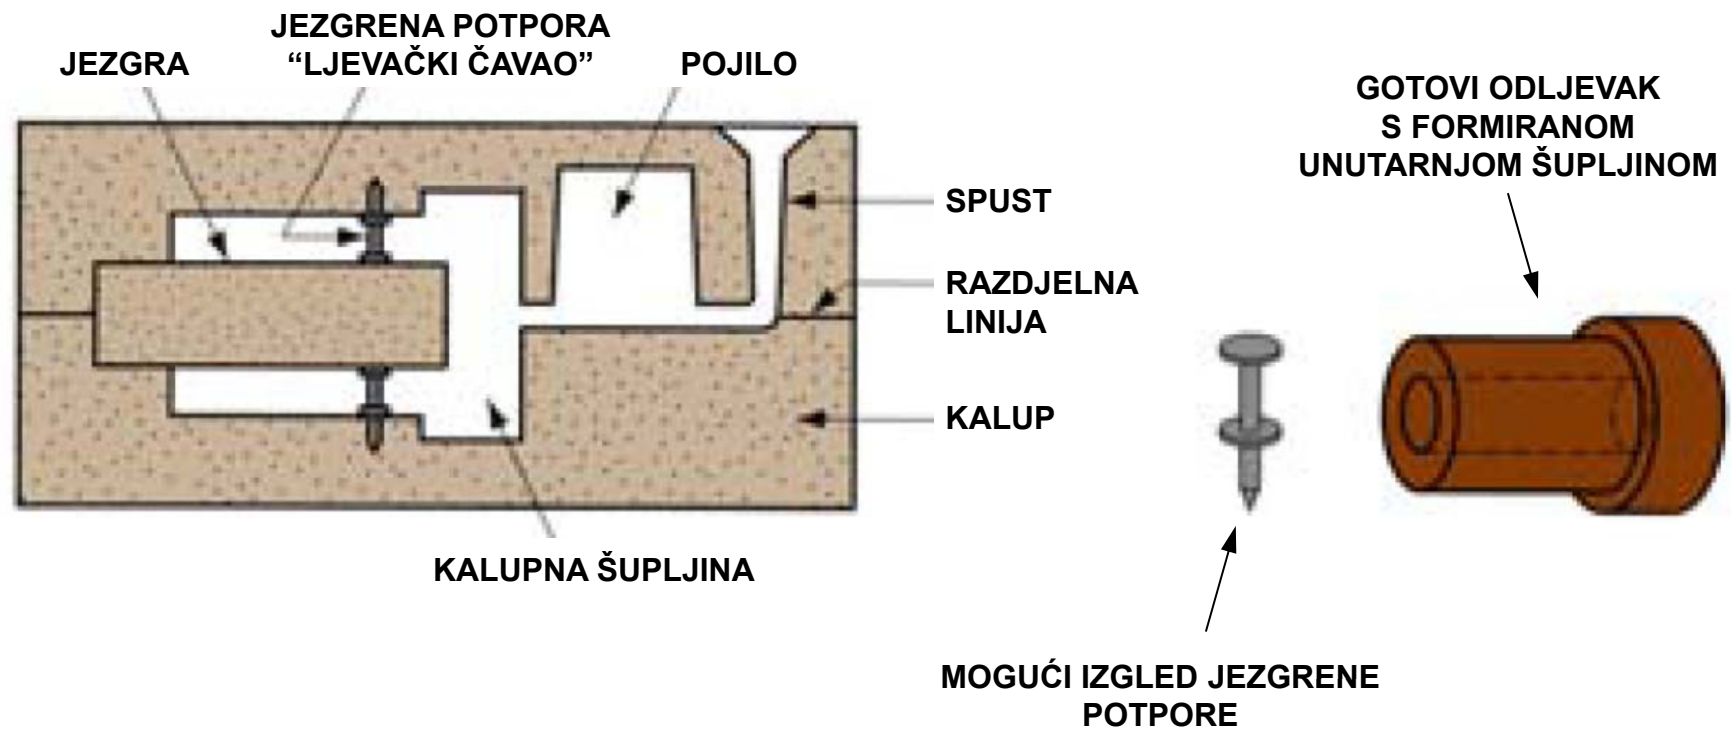 JEZGRENA POTPORA
“LJEVAČKI ČAVAO”
JEZGRA
POJILO
GOTOVI ODLJEVAK
S FORMIRANOM
UNUTARNJOM ŠUPLJINOM
SPUST
RAZDJELNA
LINIJA
KALUP
KALUPNA ŠUPLJINA
MOGUĆI IZGLED JEZGRENE
POTPORE